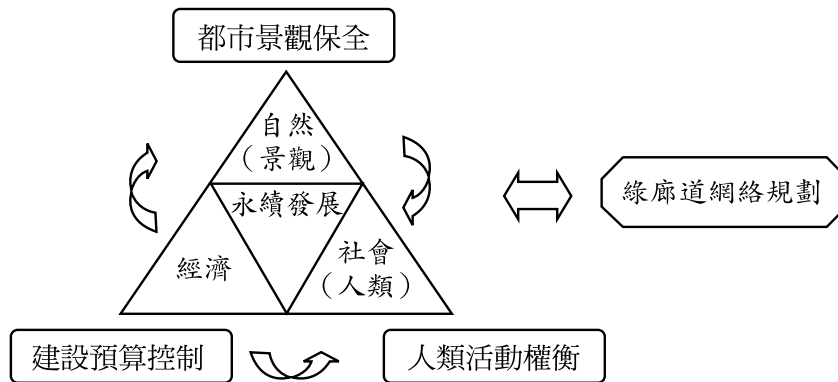 都市景觀保全
自然
（景觀）
永續發展
經濟
社會
（人類）
綠廊道網絡規劃
建設預算控制
人類活動權衡